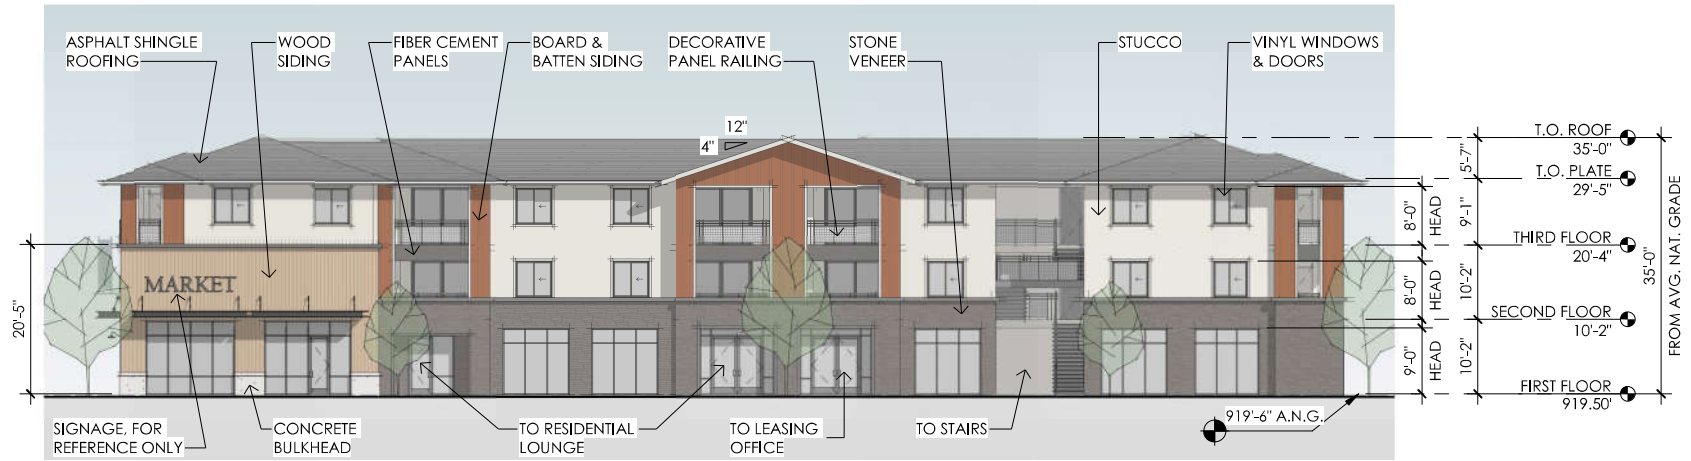 ASPHALT SHINGLE
ROOFING
WOOD
SIDING
FIBER CEMENT
PANELS
BOARD &
BATTEN SIDING
DECORATIVE
PANEL RAILING
STONE
VENEER
STUCCO
VINYL WINDOWS
& DOORS
12"
4"
T.O. ROOF
35'-0"
5'-7"
T.O. PLATE
29'-5"
8'-0"
HEAD
9'-1"
THIRD FLOOR
20'-4"
8'-0"
HEAD
10'-2"
SECOND FLOOR
10'-2"
9'-0"
HEAD
10'-2"
FIRST FLOOR
919.50'
35'-0"
FROM AVG. NAT. GRADE
20'-5"
MARKET
SIGNAGE, FOR
REFERENCE ONLY
CONCRETE
BULKHEAD
TO RESIDENTIAL
LOUNGE
TO LEASING
OFFICE
TO STAIRS
919'-6" A.N.G.